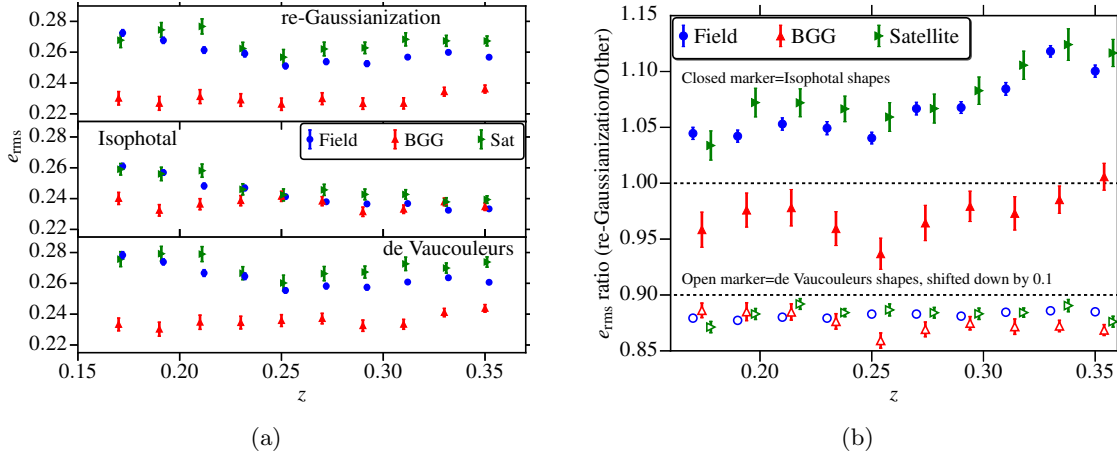 0.28
re-Gaussianization
0.26
0.24
0.22
Isophotal
Field BGG Sat
0.26
0.24
0.22
e_rms
de Vaucouleurs
0.28
0.26
0.24
0.22
0.15 0.20 0.25 0.30 0.35
z
(a)
1.15
Field BGG Satellite
Closed marker=Isophotal shapes
1.10
1.05
1.00
0.95
Open marker=de Vaucouleurs shapes, shifted down by 0.1
0.90
0.85
e_rms ratio (re-Gaussianization/Other)
0.20 0.25 0.30 0.35
z
(b)